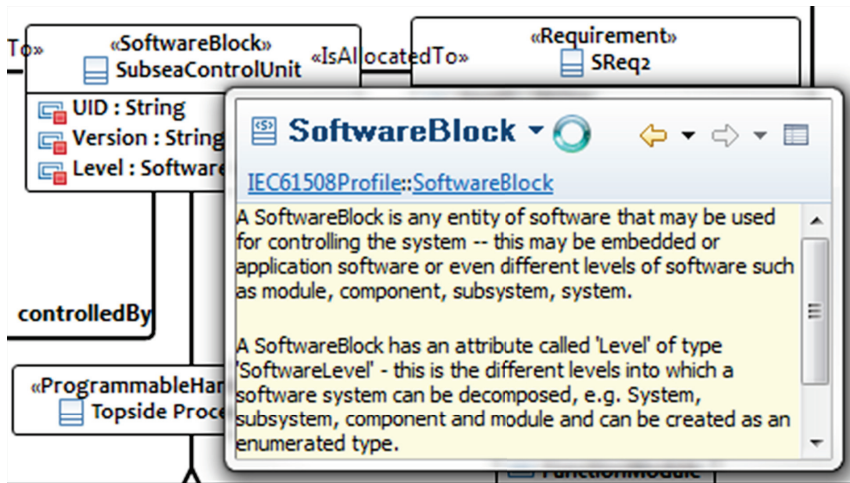 To»
«SoftwareBlock»
SubseaControlUnit
«IsAllocatedTo»
«Requirement»
SReq2
UID : String
Version : String
Level : Software
SoftwareBlock
IEC61508Profile::SoftwareBlock
A SoftwareBlock is any entity of software that may be used
for controlling the system -- this may be embedded or
application software or even different levels of software such
as module, component, subsystem, system.
A SoftwareBlock has an attribute called 'Level' of type
'SoftwareLevel' - this is the different levels into which a
software system can be decomposed, e.g. System,
subsystem, component and module and can be created as an
enumerated type.
controlledBy
«ProgrammableHar
Topside Proce
FunctionModule